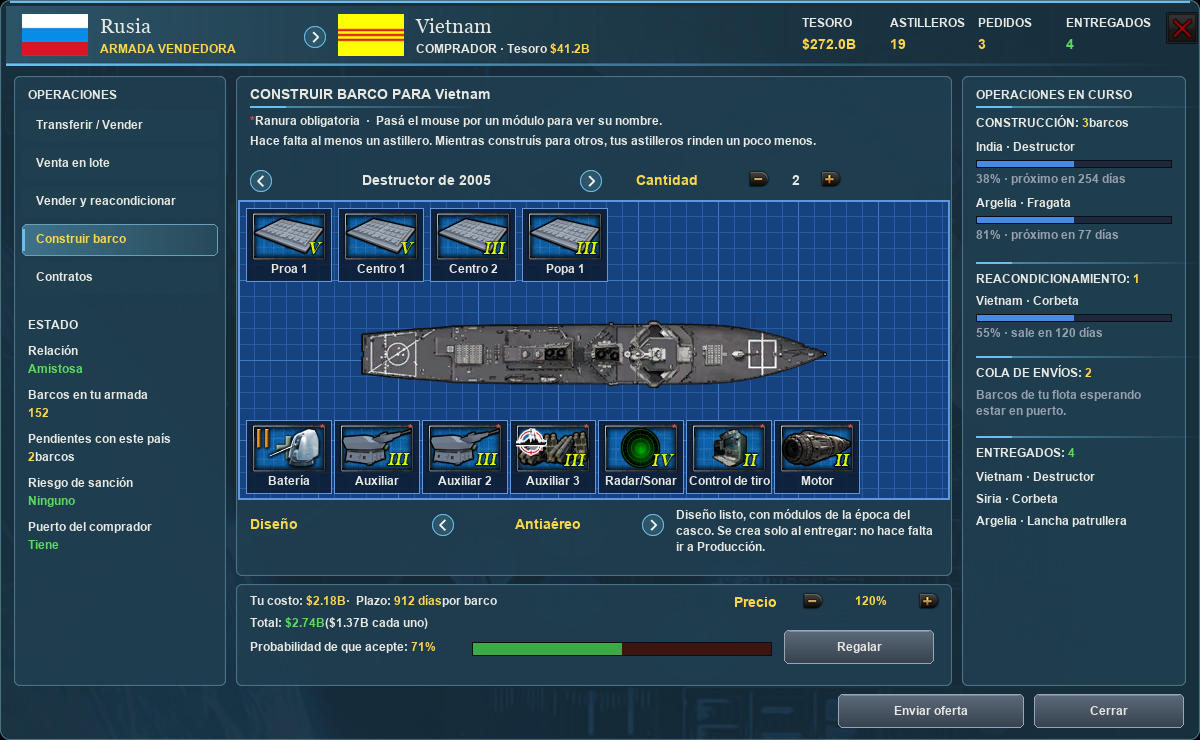 Rusia
ARMADA VENDEDORA
Vietnam
COMPRADOR · Tesoro $41.2B
TESORO
$272.0B
ASTILLEROS
19
PEDIDOS
3
ENTREGADOS
4
OPERACIONES
Transferir / Vender
Venta en lote
Vender y reacondicionar
Construir barco
Contratos
ESTADO
Relación
Amistosa
Barcos en tu armada
152
Pendientes con este país
2barcos
Riesgo de sanción
Ninguno
Puerto del comprador
Tiene
CONSTRUIR BARCO PARA Vietnam
*Ranura obligatoria · Pasá el mouse por un módulo para ver su nombre.
Hace falta al menos un astillero. Mientras construís para otros, tus astilleros rinden un poco menos.
Destructor de 2005
Cantidad
2
V
Proa 1
V
Centro 1
III
Centro 2
III
Popa 1
Batería
III
Auxiliar
III
Auxiliar 2
III
Auxiliar 3
IV
Radar/Sonar
II
Control de tiro
II
Motor
Diseño
Antiaéreo
Diseño listo, con módulos de la época del
casco. Se crea solo al entregar: no hace falta
ir a Producción.
Tu costo: $2.18B· Plazo: 912 díaspor barco
Total: $2.74B($1.37B cada uno)
Probabilidad de que acepte: 71%
Precio
120%
Regalar
OPERACIONES EN CURSO
CONSTRUCCIÓN: 3barcos
India · Destructor
38% · próximo en 254 días
Argelia · Fragata
81% · próximo en 77 días
REACONDICIONAMIENTO: 1
Vietnam · Corbeta
55% · sale en 120 días
COLA DE ENVÍOS: 2
Barcos de tu flota esperando
estar en puerto.
ENTREGADOS: 4
Vietnam · Destructor
Siria · Corbeta
Argelia · Lancha patrullera
Enviar oferta
Cerrar